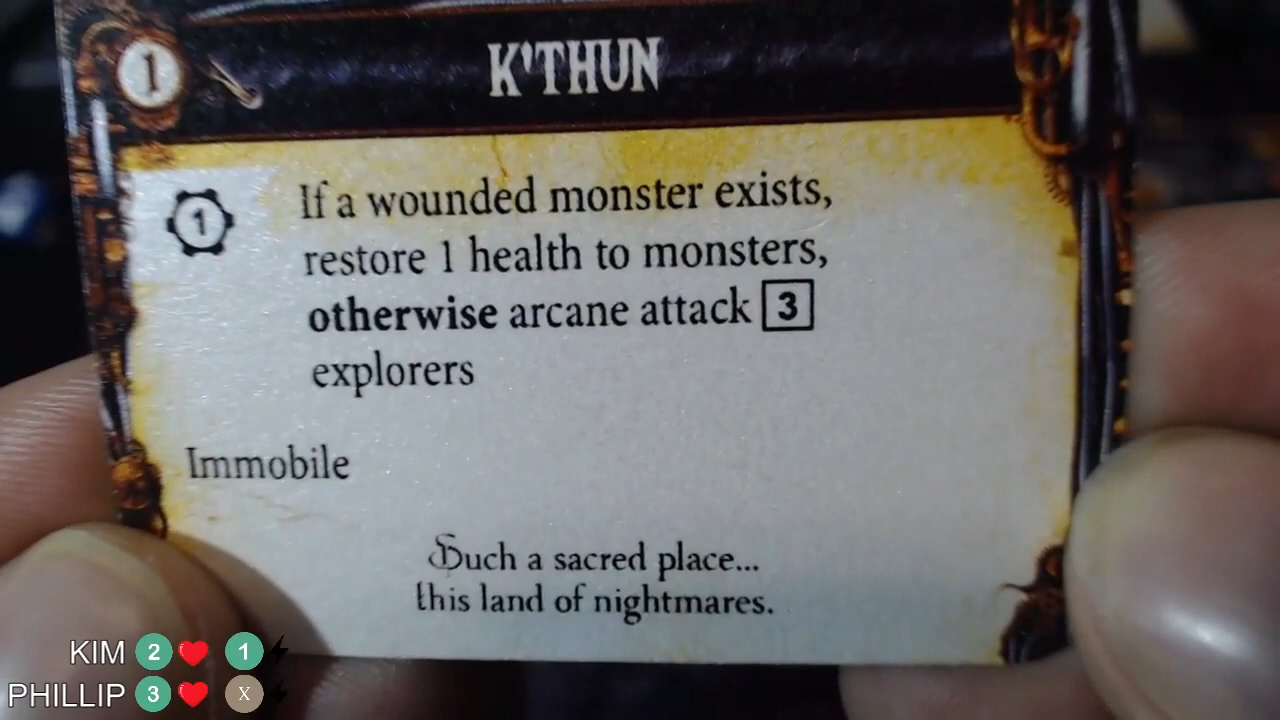 1 K'THUN
1 If a wounded monster exists,
restore 1 health to monsters,
otherwise arcane attack 3
explorers
Immobile
Such a sacred place...
this land of nightmares.
KIM 2 1
PHILLIP 3 X